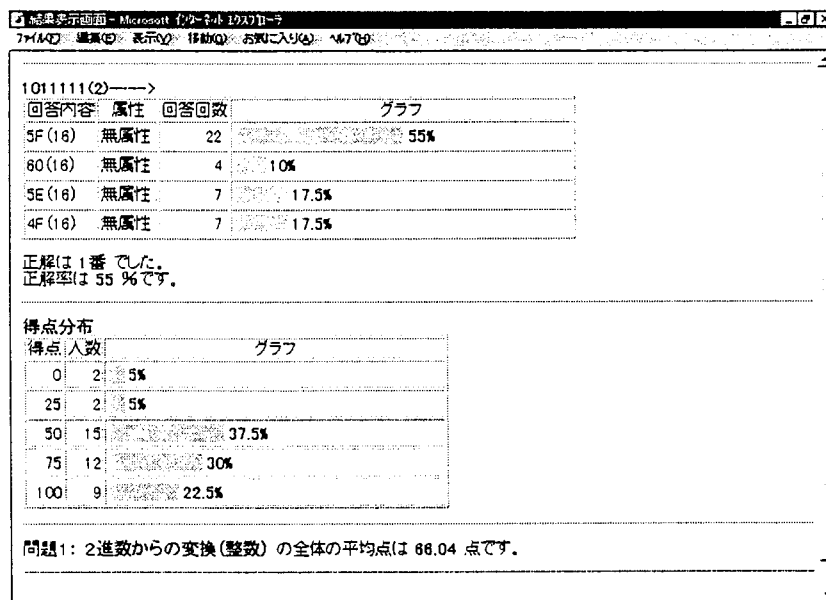 結果表示画面 - Microsoft インターネット エクスプローラ
ファイル(F) 編集(E) 表示(V) 移動(G) お気に入り(A) ヘルプ(H)
1011111(2)---->
回答内容 属性 回答回数 グラフ
5F(16) 無属性 22 55%
60(16) 無属性 4 10%
5E(16) 無属性 7 17.5%
4F(16) 無属性 7 17.5%
正解は 1番 でした。
正解率は 55 %です。
得点分布
得点 人数 グラフ
0 2 5%
25 2 5%
50 15 37.5%
75 12 30%
100 9 22.5%
問題1: 2進数からの変換(整数) の全体の平均点は 66.04 点です。